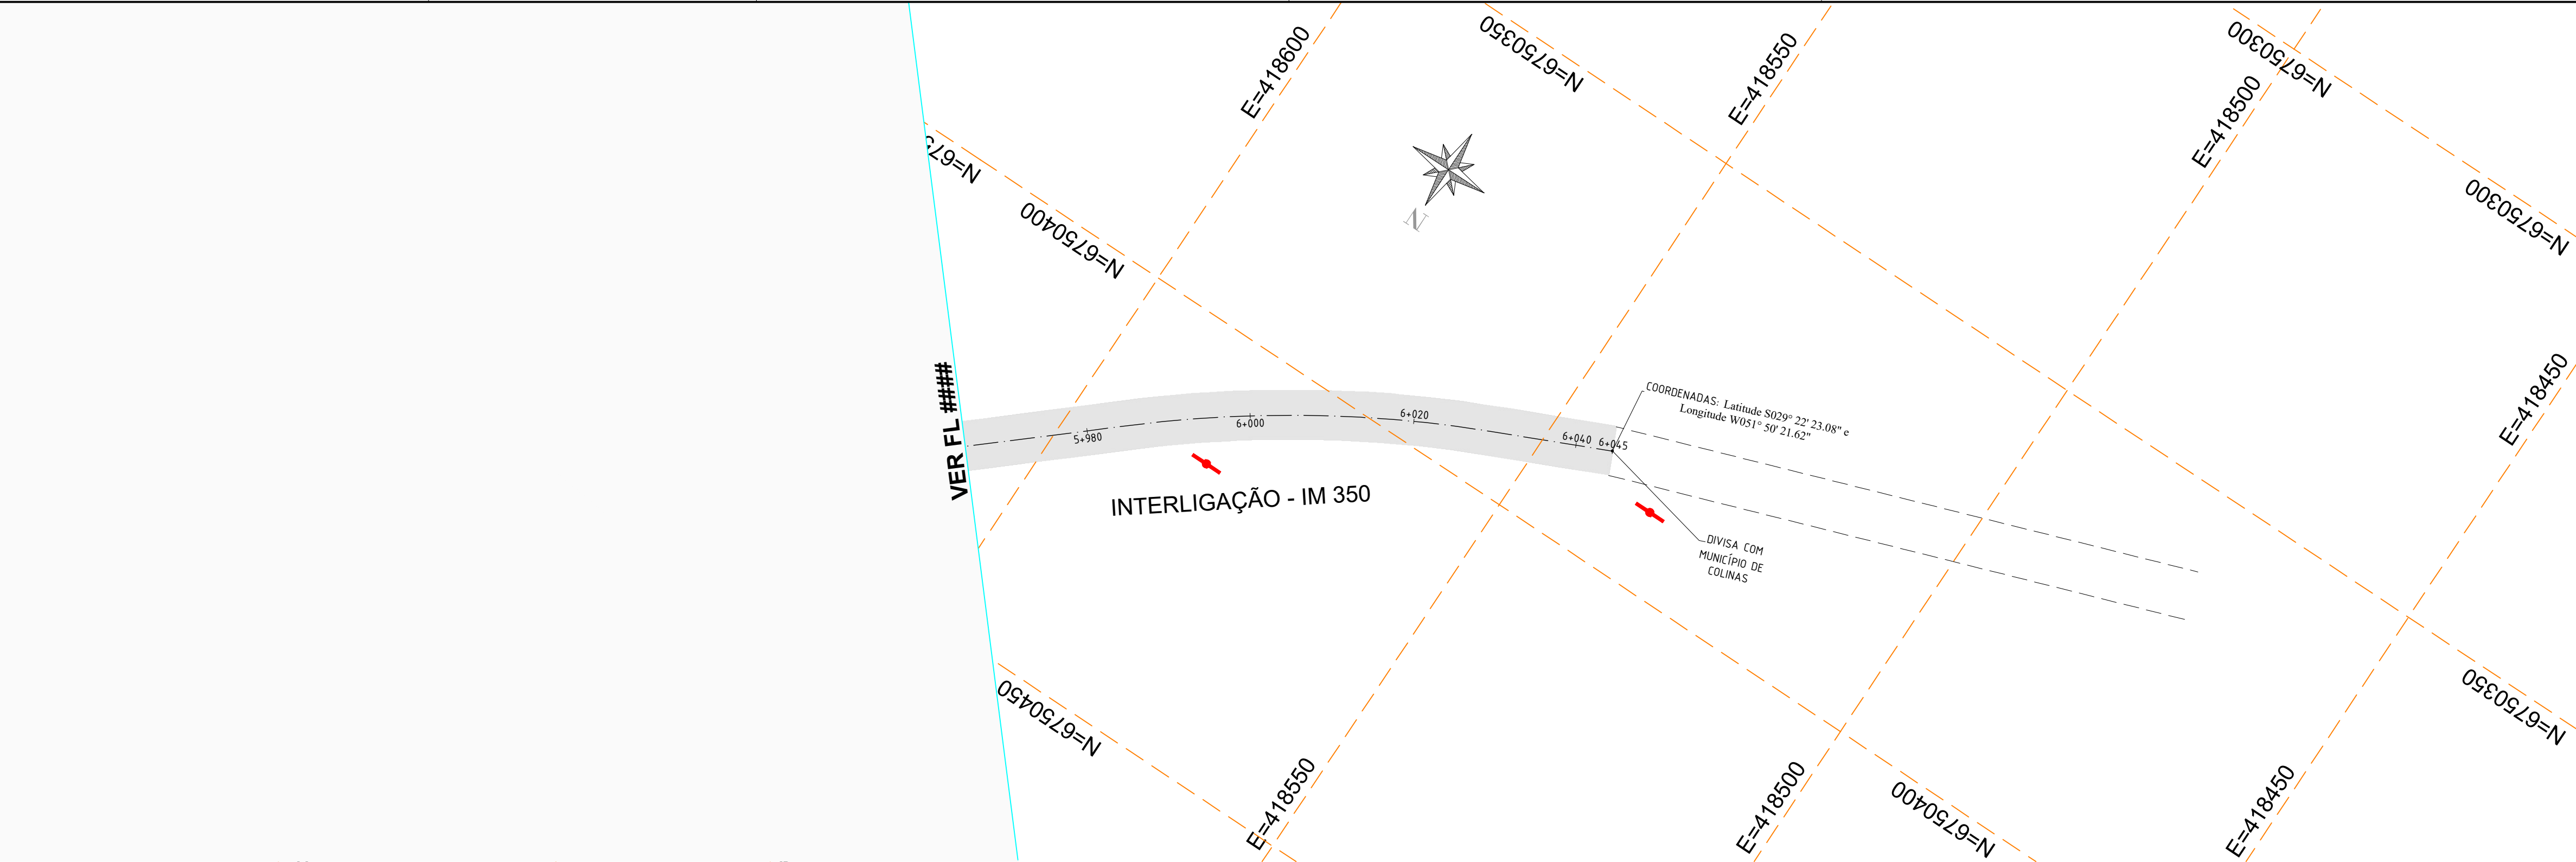 E=418600
N=6750350
E=418550
N=6750300
E=418500
N=67
N=6750400
N
N=6750300
VER FL ####
E=418450
COORDENADAS: Latitude S029° 22' 23.08" e
Longitude W051° 50' 21.62"
5+980
6+000
6+020
6+040
6+045
INTERLIGAÇÃO - IM 350
DIVISA COM
MUNICÍPIO DE
COLINAS
N=6750450
N=6750350
E=418550
E=418500
N=6750400
E=418450